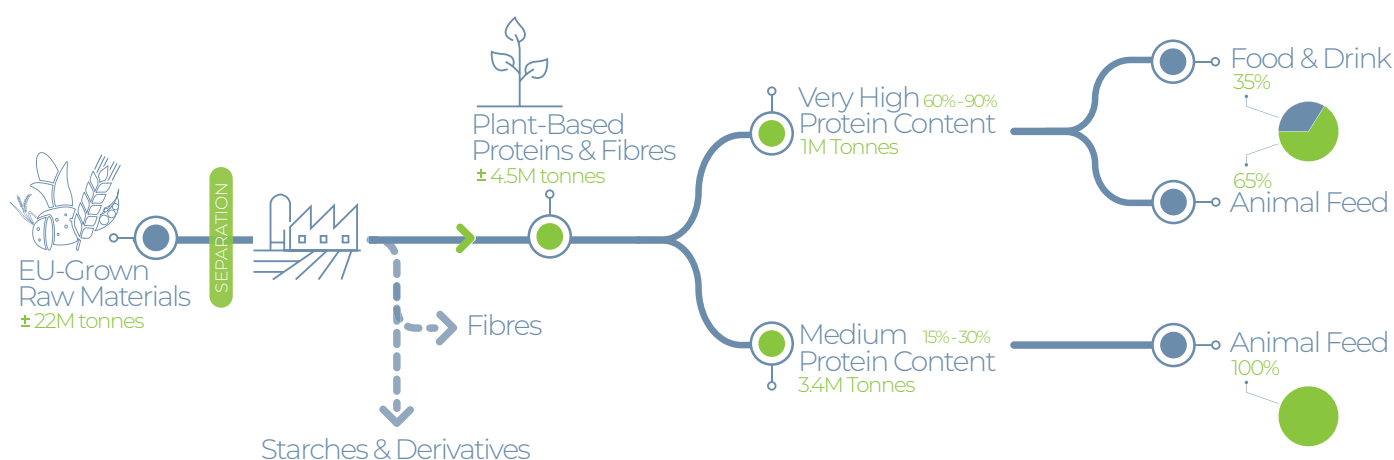 EU-Grown
Raw Materials
± 22M tonnes
SEPARATION
Plant-Based
Proteins & Fibres
± 4.5M tonnes
Fibres
Starches & Derivatives
Very High 60% - 90%
Protein Content
1M Tonnes
Medium 15% - 30%
Protein Content
3.4M Tonnes
Food & Drink
35%
65%
Animal Feed
Animal Feed
100%